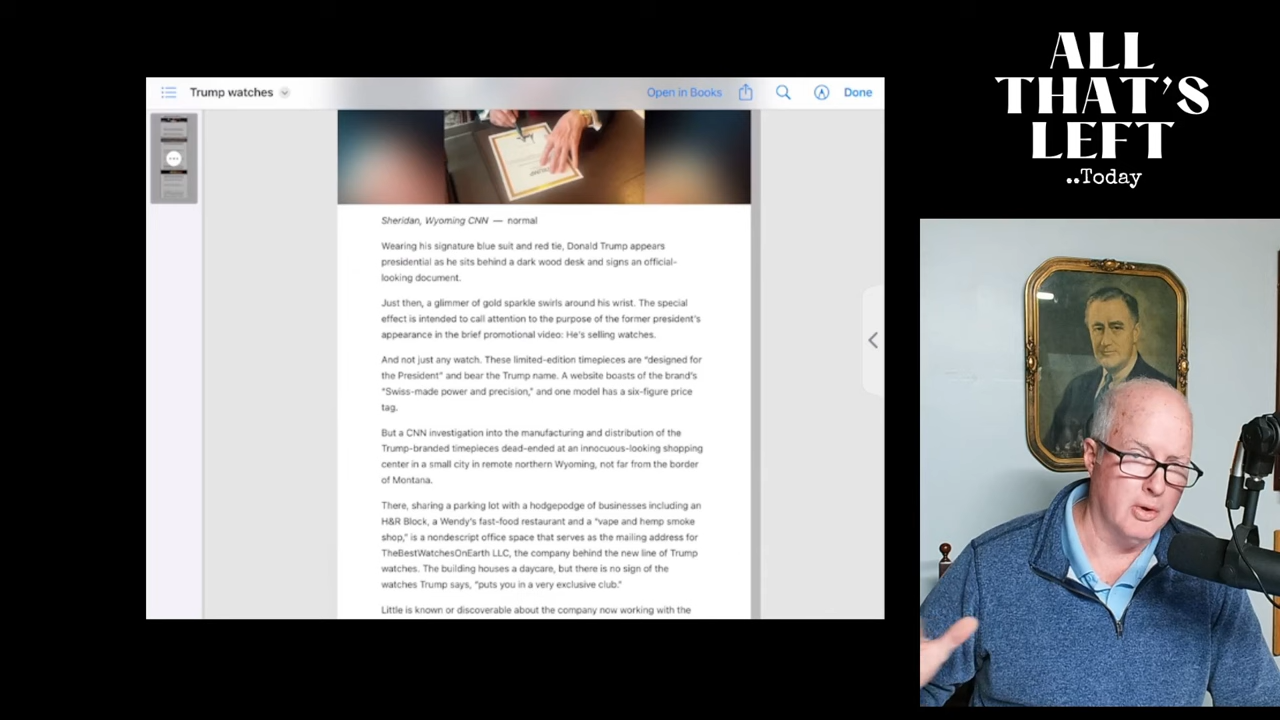 ALL
THAT'S
LEFT
..Today
Trump watches
Open in Books
Done
Sheridan, Wyoming CNN — normal
Wearing his signature blue suit and red tie, Donald Trump appears
presidential as he sits behind a dark wood desk and signs an official-
looking document.
Just then, a glimmer of gold sparkle swirls around his wrist. The special
effect is intended to call attention to the purpose of the former president's
appearance in the brief promotional video: He's selling watches.
And not just any watch. These limited-edition timepieces are "designed for
the President" and bear the Trump name. A website boasts of the brand's
"Swiss-made power and precision," and one model has a six-figure price
tag.
But a CNN investigation into the manufacturing and distribution of the
Trump-branded timepieces dead-ended at an innocuous-looking shopping
center in a small city in remote northern Wyoming, not far from the border
of Montana.
There, sharing a parking lot with a hodgepodge of businesses including an
H&R Block, a Wendy's fast-food restaurant and a "vape and hemp smoke
shop," is a nondescript office space that serves as the mailing address for
TheBestWatchesOnEarth LLC, the company behind the new line of Trump
watches. The building houses a daycare, but there is no sign of the
watches Trump says, "puts you in a very exclusive club."
Little is known or discoverable about the company now working with the